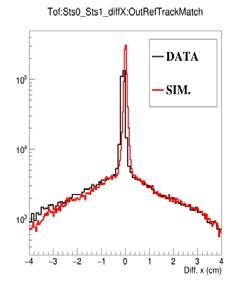 Tof:Sts0_Sts1_diffX:OutRefTrackMatch
DATA
SIM.
10⁵
10⁴
10³
−4 −3 −2 −1 0 1 2 3 4
Diff. x (cm)